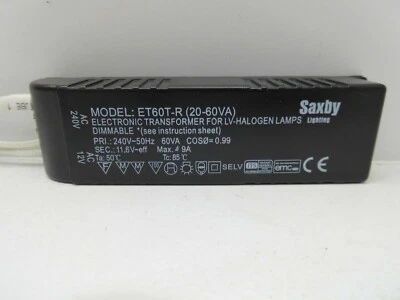 MODEL: ET60T-R (20-60VA)
Saxby
Lighting
ELECTRONIC TRANSFORMER FOR LV-HALOGEN LAMPS
DIMMABLE *(see instruction sheet)
PRI.: 240V~50Hz 60VA COSØ= 0.99
SEC.: 11.6V-eff Max. 4.9A
Ta: 50°C Tc: 85°C
AC
240V
AC
12V
SELV
emc